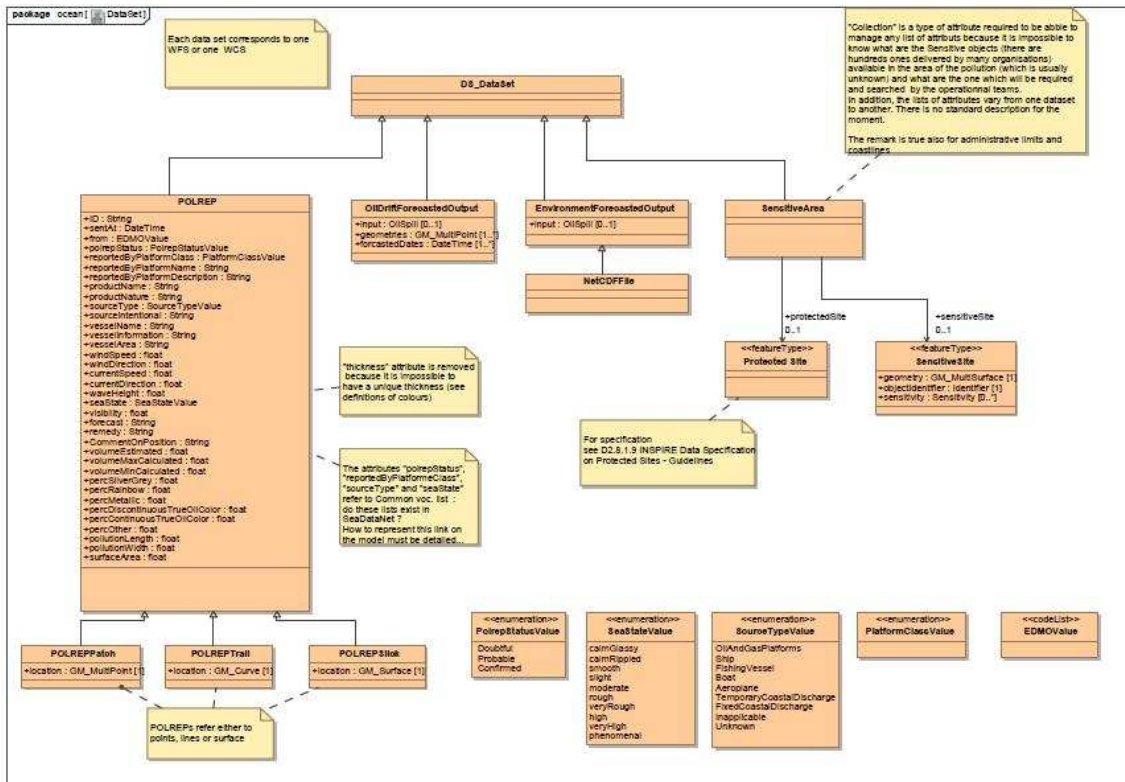 package ocean[ DataSet]
Each data set corresponds to one
WFS or one WCS
"Collection" is a type of attribute required to be abble to
manage any list of attributs because it is impossible to
know what are the Sensitive objects (there are
hundreds ones delivered by many organisations)
available in the area of the pollution (which is usually
unknown) and what are the one which will be required
and searched by the operationnal teams.
In addition, the lists of attributes vary from one dataset
to another. There is no standard description for the
moment.
The remark is true also for administrative limits and
coastlines
DS_DataSet
POLREP
+ID : String
+sentAt : DateTime
+from : EDMOValue
+polrepStatus : PolrepStatusValue
+reportedByPlatformClass : PlatformClassValue
+reportedByPlatformName : String
+reportedByPlatformDescription : String
+productName : String
+productNature : String
+sourceType : SourceTypeValue
+sourceIntentional : String
+vesselName : String
+vesselInformation : String
+vesselArea : String
+windSpeed : float
+windDirection : float
+currentSpeed : float
+currentDirection : float
+waveHeight : float
+seaState : SeaStateValue
+visibility : float
+forecast : String
+remedy : String
+CommentOnPosition : String
+volumeEstimated : float
+volumeMaxCalculated : float
+volumeMinCalculated : float
+percSilverGrey : float
+percRainbow : float
+percMetallic : float
+percDiscontinuousTrueOilColor : float
+percContinuousTrueOilColor : float
+percOther : float
+pollutionLength : float
+pollutionWidth : float
+surfaceArea : float
OilDriftForecastedOutput
+input : OilSpill [0..1]
+geometries : GM_MultiPoint [1..*]
+forcastedDates : DateTime [1..*]
EnvironmentForecastedOutput
+input : OilSpill [0..1]
NetCDFFile
SensitiveArea
+protectedSite
0..1
+sensitiveSite
0..1
<<featureType>>
Protected Site
<<featureType>>
SensitiveSite
+geometry : GM_MultiSurface [1]
+objectIdentifier : Identifier [1]
+sensitivity : Sensitivity [0..*]
"thickness" attribute is removed
because it is impossible to
have a unique thickness (see
definitions of colours)
For specification
see D2.8.I.9 INSPIRE Data Specification
on Protected Sites - Guidelines
The attributes "polrepStatus",
"reportedByPlatformeClass",
"sourceType" and "seaState"
refer to Common voc. list :
do these lists exist in
SeaDataNet ?
How to represent this link on
the model must be detailed...
POLREPPatch
+location : GM_MultiPoint [1]
POLREPTrail
+location : GM_Curve [1]
POLREPSlick
+location : GM_Surface [1]
POLREPs refer either to
points, lines or surface
<<enumeration>>
PolrepStatusValue
Doubtful
Probable
Confirmed
<<enumeration>>
SeaStateValue
calmGlassy
calmRippled
smooth
slight
moderate
rough
veryRough
high
veryHigh
phenomenal
<<enumeration>>
SourceTypeValue
OilAndGasPlatforms
Ship
FishingVessel
Boat
Aeroplane
TemporaryCoastalDischarge
FixedCoastalDischarge
Inapplicable
Unknown
<<enumeration>>
PlatformClassValue
<<codeList>>
EDMOValue